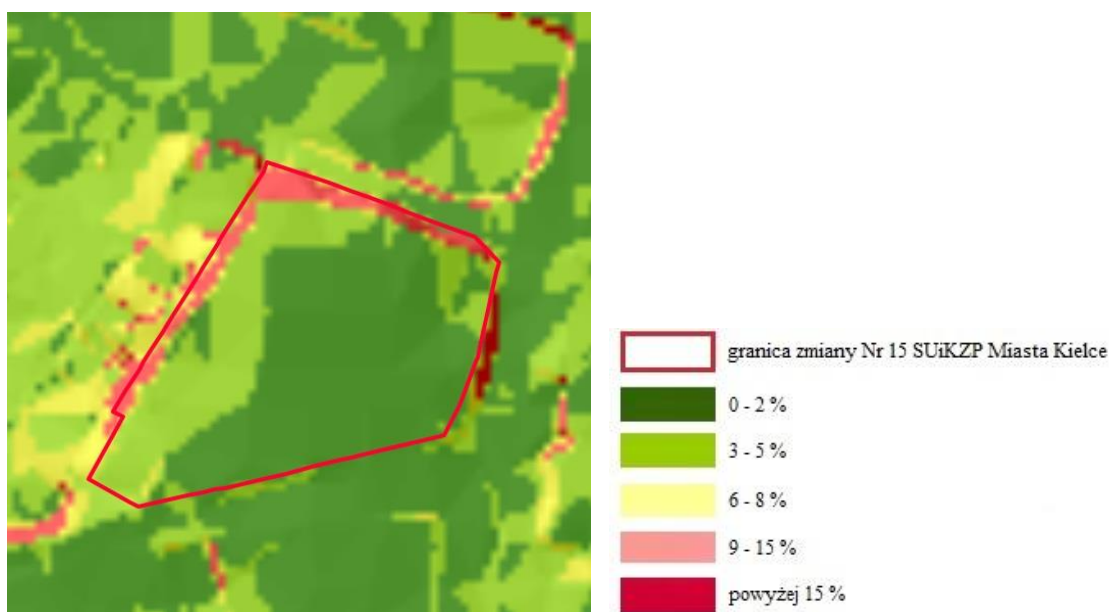 granica zmiany Nr 15 SUiKZP Miasta Kielce
0 - 2 %
3 - 5 %
6 - 8 %
9 - 15 %
powyżej 15 %